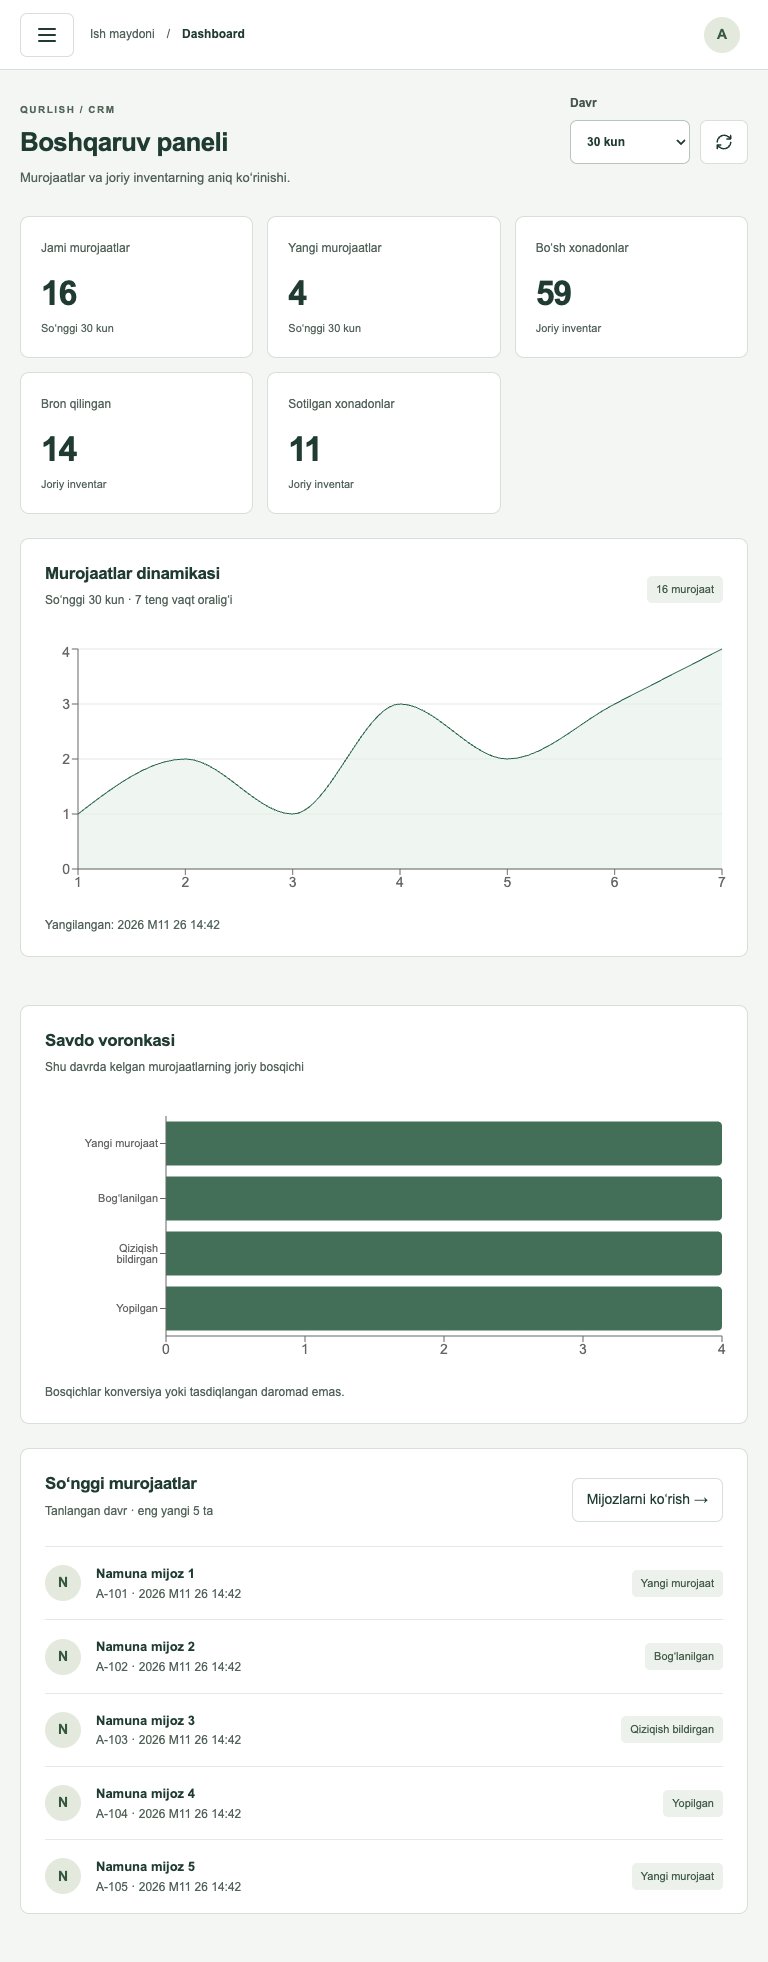 Ish maydoni / Dashboard
A
QURLISH / CRM
Boshqaruv paneli
Murojaatlar va joriy inventarning aniq ko‘rinishi.
Davr
30 kun
Jami murojaatlar
16
So‘nggi 30 kun
Yangi murojaatlar
4
So‘nggi 30 kun
Bo‘sh xonadonlar
59
Joriy inventar
Bron qilingan
14
Joriy inventar
Sotilgan xonadonlar
11
Joriy inventar
Murojaatlar dinamikasi
So‘nggi 30 kun · 7 teng vaqt oralig‘i
16 murojaat
4
3
2
1
0
1 2 3 4 5 6 7
Yangilangan: 2026 M11 26 14:42
Savdo voronkasi
Shu davrda kelgan murojaatlarning joriy bosqichi
Yangi murojaat
Bog‘lanilgan
Qiziqish
bildirgan
Yopilgan
0 1 2 3 4
Bosqichlar konversiya yoki tasdiqlangan daromad emas.
So‘nggi murojaatlar
Tanlangan davr · eng yangi 5 ta
Mijozlarni ko‘rish →
N
Namuna mijoz 1
A-101 · 2026 M11 26 14:42
Yangi murojaat
N
Namuna mijoz 2
A-102 · 2026 M11 26 14:42
Bog‘lanilgan
N
Namuna mijoz 3
A-103 · 2026 M11 26 14:42
Qiziqish bildirgan
N
Namuna mijoz 4
A-104 · 2026 M11 26 14:42
Yopilgan
N
Namuna mijoz 5
A-105 · 2026 M11 26 14:42
Yangi murojaat